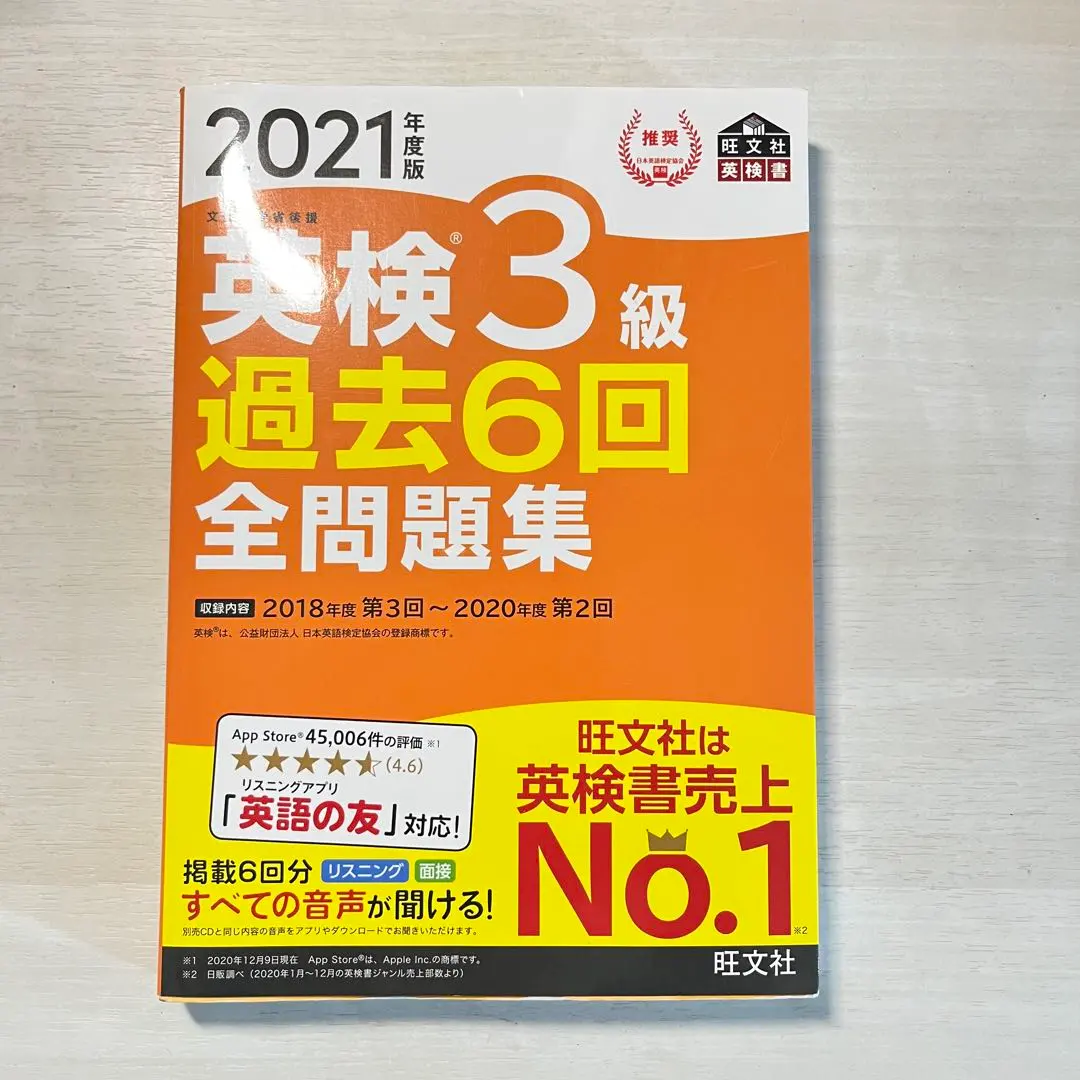 2021年度版
推奨
日本英語検定協会
英検
旺文社
英検書
文 省後援
英検®3級
過去6回
全問題集
収録内容 2018年度 第3回～2020年度 第2回
英検®は、公益財団法人 日本英語検定協会の登録商標です。
App Store® 45,006件の評価 ※1
★★★★★(4.6)
リスニングアプリ
「英語の友」対応!
掲載6回分 リスニング 面接
すべての音声が聞ける!
別売CDと同じ内容の音声をアプリやダウンロードでお聞きいただけます。
旺文社は
英検書売上
No.1
※2
※1 2020年12月9日現在 App Store®は、Apple Inc.の商標です。
※2 日販調べ（2020年1月～12月の英検書ジャンル売上部数より）
旺文社